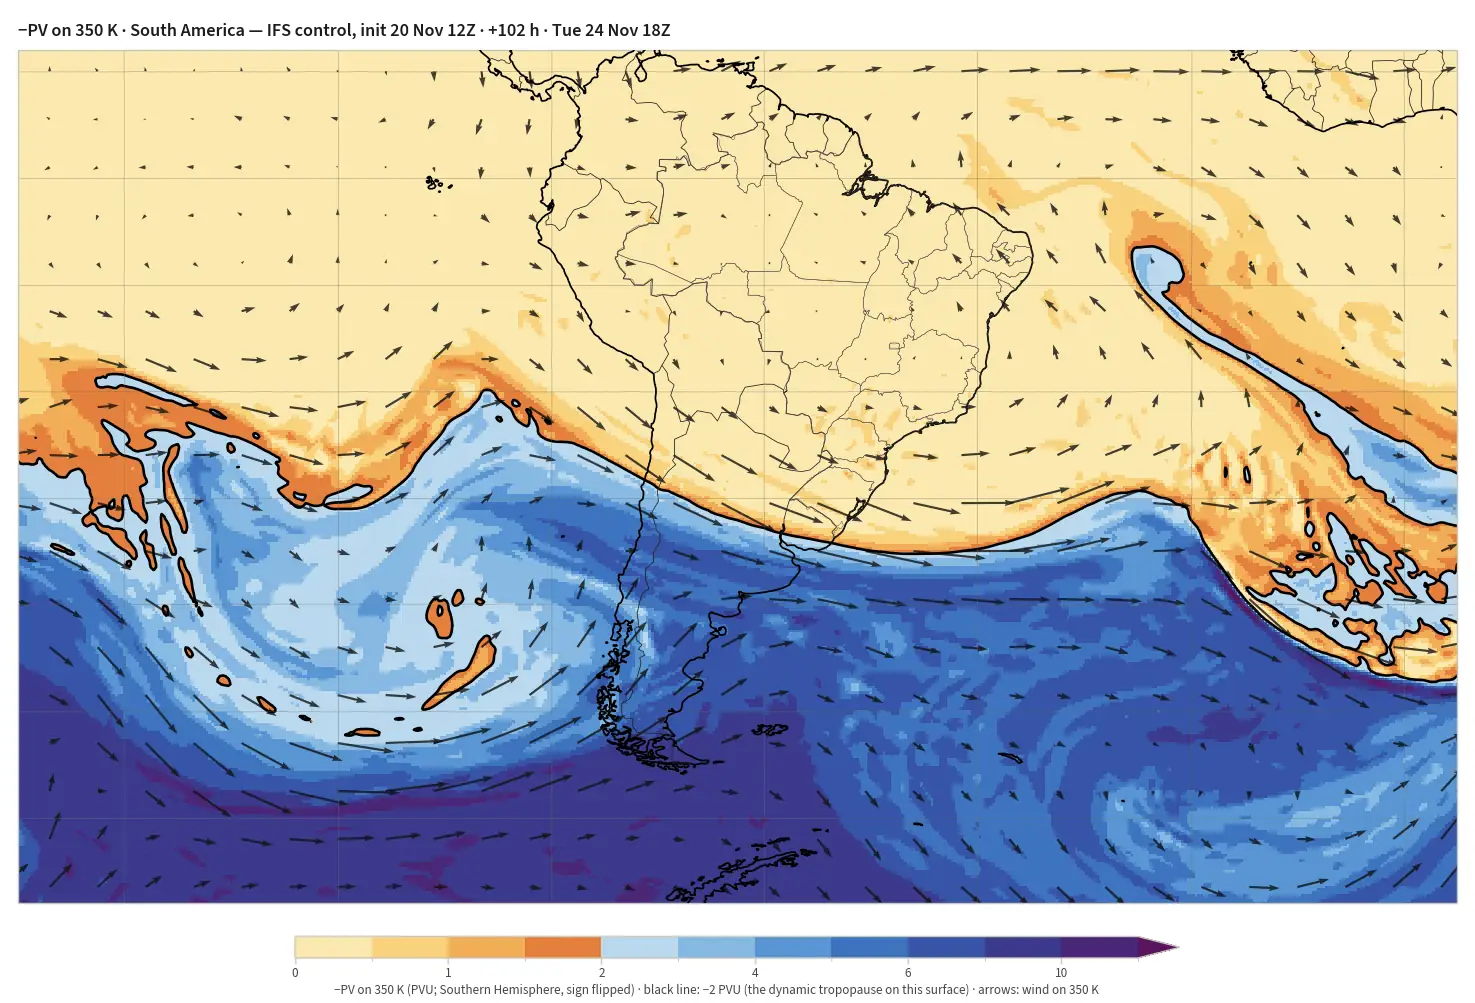 −PV on 350 K · South America — IFS control, init 20 Nov 12Z · +102 h · Tue 24 Nov 18Z
0 1 2 4 6 10
−PV on 350 K (PVU; Southern Hemisphere, sign flipped) · black line: −2 PVU (the dynamic tropopause on this surface) · arrows: wind on 350 K